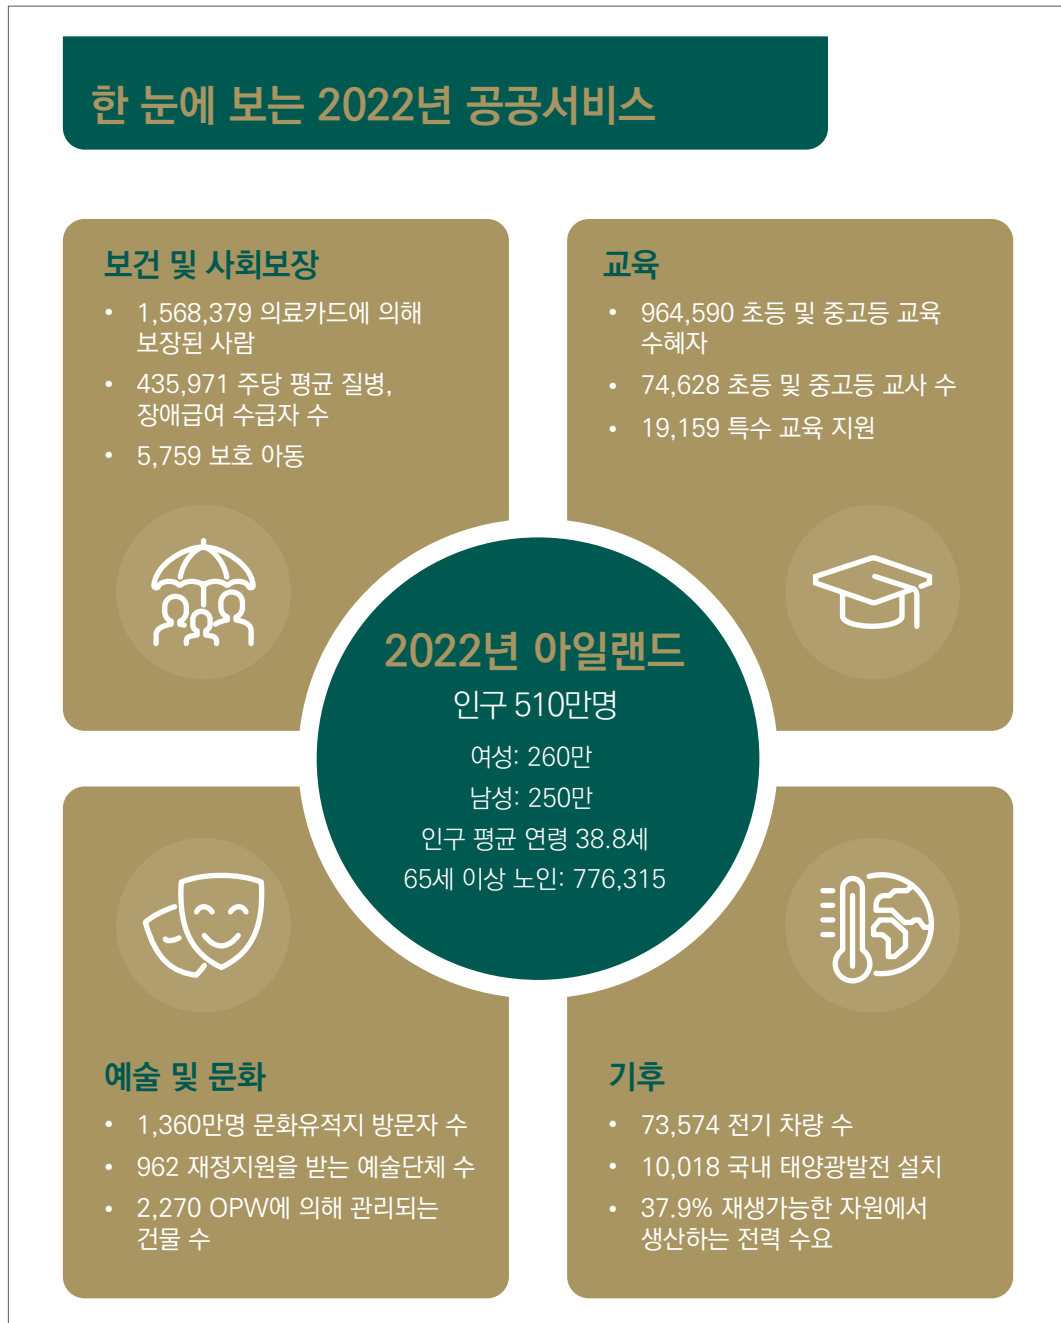 한 눈에 보는 2022년 공공서비스
보건 및 사회보장
• 1,568,379 의료카드에 의해
보장된 사람
• 435,971 주당 평균 질병,
장애급여 수급자 수
• 5,759 보호 아동
교육
• 964,590 초등 및 중고등 교육
수혜자
• 74,628 초등 및 중고등 교사 수
• 19,159 특수 교육 지원
2022년 아일랜드
인구 510만명
여성: 260만
남성: 250만
인구 평균 연령 38.8세
65세 이상 노인: 776,315
예술 및 문화
• 1,360만명 문화유적지 방문자 수
• 962 재정지원을 받는 예술단체 수
• 2,270 OPW에 의해 관리되는
건물 수
기후
• 73,574 전기 차량 수
• 10,018 국내 태양광발전 설치
• 37.9% 재생가능한 자원에서
생산하는 전력 수요